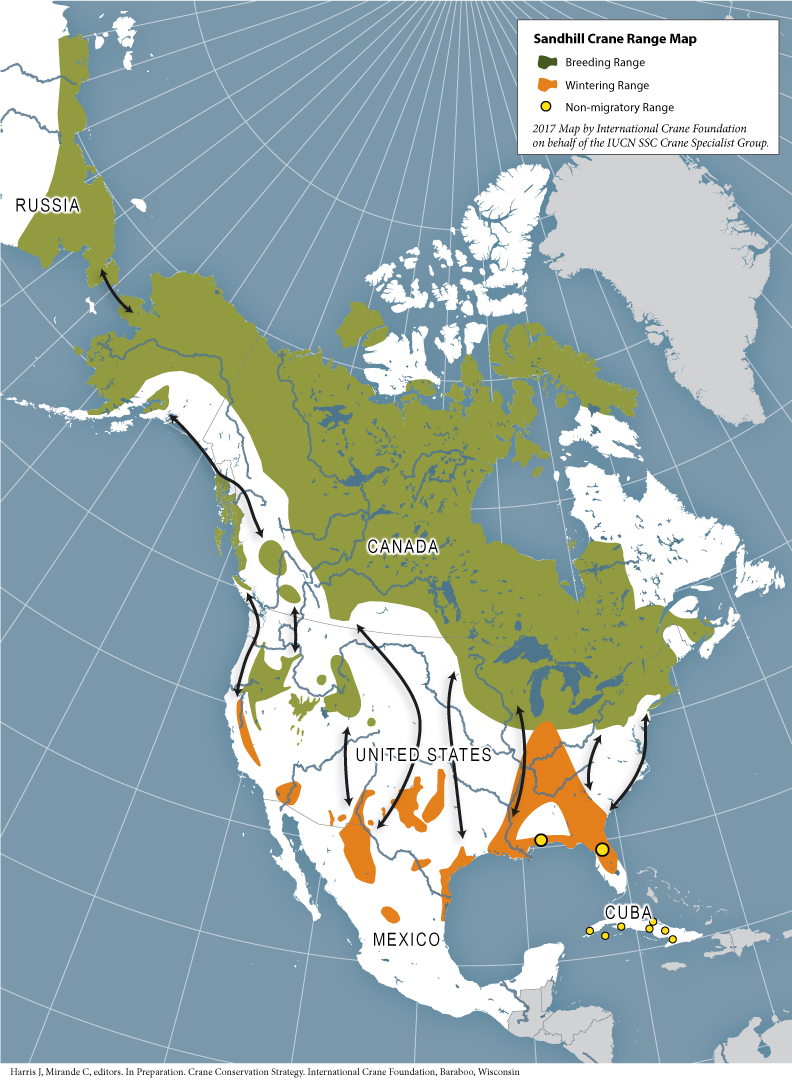 Sandhill Crane Range Map
Breeding Range
Wintering Range
Non-migratory Range
2017 Map by International Crane Foundation
on behalf of the IUCN SSC Crane Specialist Group.
RUSSIA
CANADA
UNITED STATES
CUBA
MEXICO
Harris J, Mirande C, editors. In Preparation. Crane Conservation Strategy. International Crane Foundation, Baraboo, Wisconsin